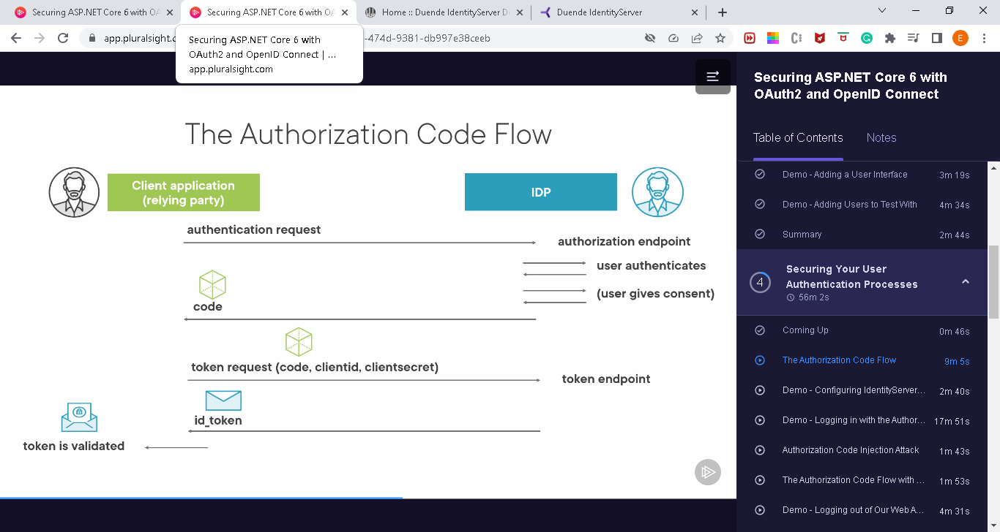 Securing ASP.NET Core 6 with OA
Securing ASP.NET Core 6 with OA
Home :: Duende IdentityServer D
Duende IdentityServer
app.pluralsight.c
-474d-9381-db997e38ceeb
E
Securing ASP.NET Core 6 with
OAuth2 and OpenID Connect | ...
app.pluralsight.com
The Authorization Code Flow
Client application
(relying party)
IDP
authentication request
authorization endpoint
user authenticates
(user gives consent)
code
token request (code, clientid, clientsecret)
token endpoint
id_token
token is validated
Securing ASP.NET Core 6 with
OAuth2 and OpenID Connect
Table of Contents Notes
Demo - Adding a User Interface 3m 19s
Demo - Adding Users to Test With 4m 34s
Summary 2m 44s
4
Securing Your User
Authentication Processes
56m 2s
Coming Up 0m 46s
The Authorization Code Flow 9m 5s
Demo - Configuring IdentityServer... 2m 40s
Demo - Logging in with the Author... 17m 51s
Authorization Code Injection Attack 1m 43s
The Authorization Code Flow with ... 1m 53s
Demo - Logging out of Our Web A... 4m 31s